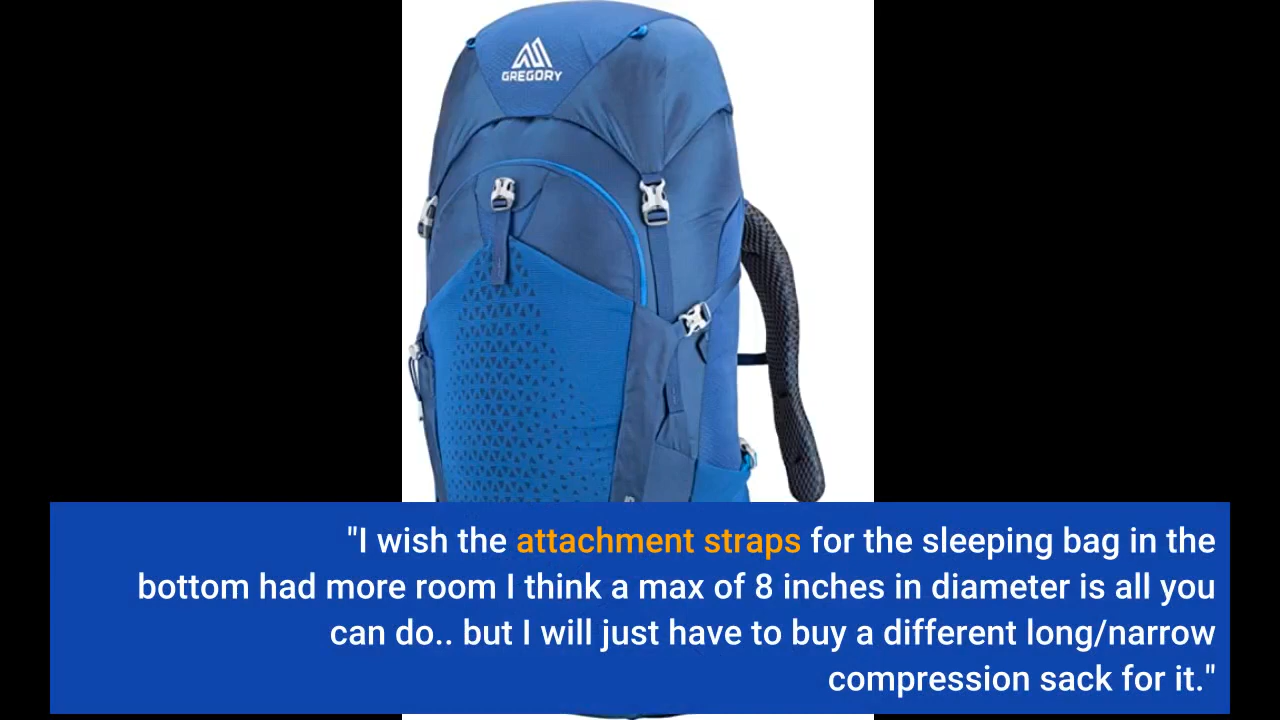 GREGORY
"I wish the attachment straps for the sleeping bag in the
bottom had more room I think a max of 8 inches in diameter is all you
can do.. but I will just have to buy a different long/narrow
compression sack for it."